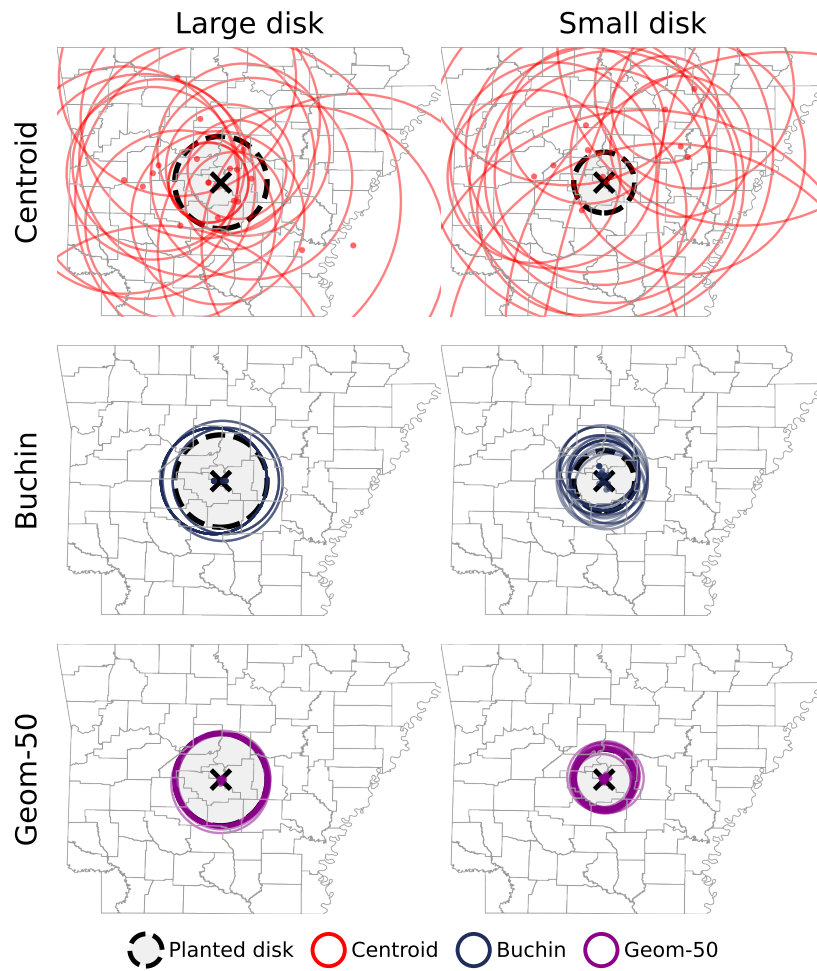 Large disk
Small disk
Centroid
Buchin
Geom-50
Planted disk
Centroid
Buchin
Geom-50